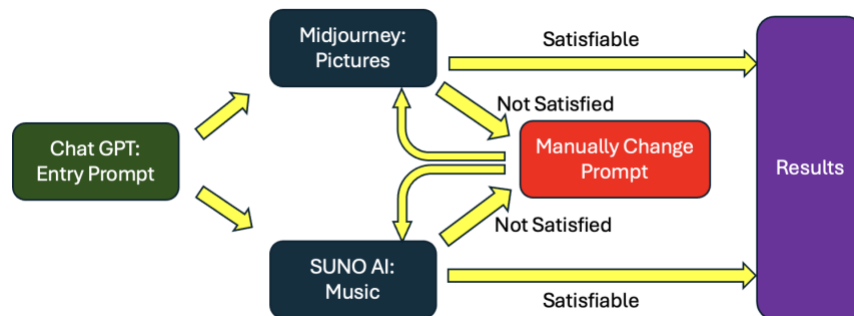 Midjourney:
Pictures
Satisfiable
Not Satisfied
Chat GPT:
Entry Prompt
Manually Change
Prompt
Results
Not Satisfied
SUNO AI:
Music
Satisfiable